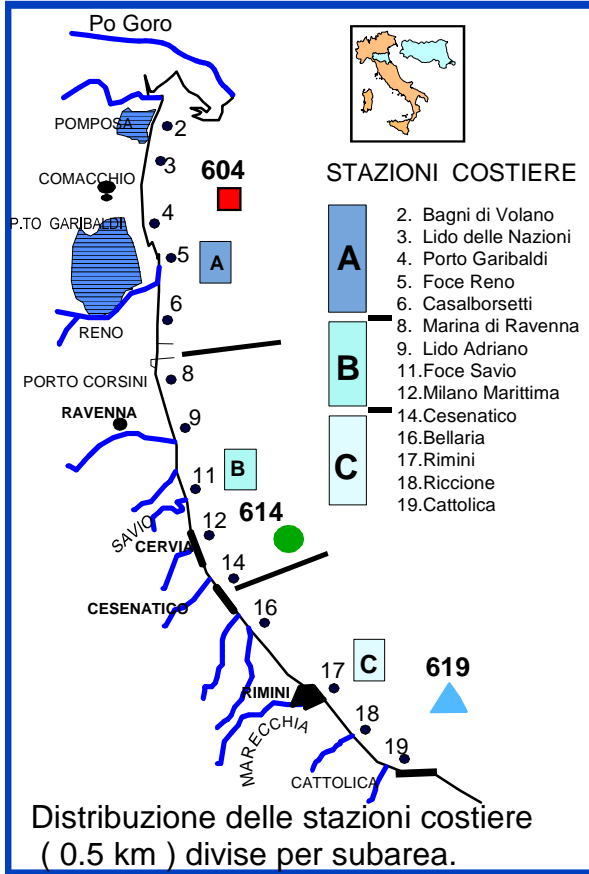 Po Goro
POMPOSA
2
3
COMACCHIO
604
P.TO GARIBALDI
4
5
A
6
RENO
PORTO CORSINI
8
RAVENNA
9
B
11
SAVIO
12
614
CERVIA
14
CESENATICO
16
C
17
619
RIMINI
MARECCHIA
18
19
CATTOLICA
STAZIONI COSTIERE
A
B
C
2. Bagni di Volano
3. Lido delle Nazioni
4. Porto Garibaldi
5. Foce Reno
6. Casalborsetti
8. Marina di Ravenna
9. Lido Adriano
11.Foce Savio
12.Milano Marittima
14.Cesenatico
16.Bellaria
17.Rimini
18.Riccione
19.Cattolica
Distribuzione delle stazioni costiere
( 0.5 km ) divise per subarea.